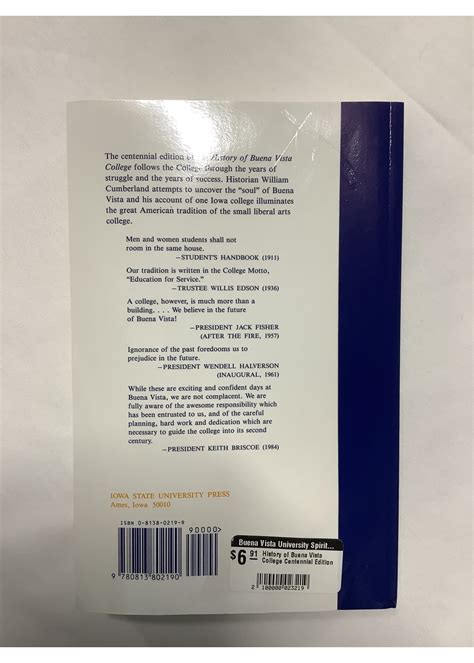 The centennial edition of History of Buena Vista
College follows the College through the years of
struggle and the years of success. Historian William
Cumberland attempts to uncover the “soul” of Buena
Vista and his account of one Iowa college illuminates
the great American tradition of the small liberal arts
college.
Men and women students shall not
room in the same house.
—STUDENT'S HANDBOOK (1911)
Our tradition is written in the College Motto,
“Education for Service.”
—TRUSTEE WILLIS EDSON (1936)
A college, however, is much more than a
building. . . . We believe in the future
of Buena Vista!
—PRESIDENT JACK FISHER
(AFTER THE FIRE, 1957)
Ignorance of the past foredooms us to
prejudice in the future.
—PRESIDENT WENDELL HALVERSON
(INAUGURAL, 1961)
While these are exciting and confident days at
Buena Vista, we are not complacent. We are
fully aware of the awesome responsibility which
has been entrusted to us, and of the careful
planning, hard work and dedication which are
necessary to guide the college into its second
century.
—PRESIDENT KEITH BRISCOE (1984)
IOWA STATE UNIVERSITY PRESS
Ames, Iowa 50010
ISBN 0-8138-0219-9
90000>
9 780813 802190
Buena Vista University Spirit...
$6 91 History of Buena Vista
College Centennial Edition
2 180000 023219